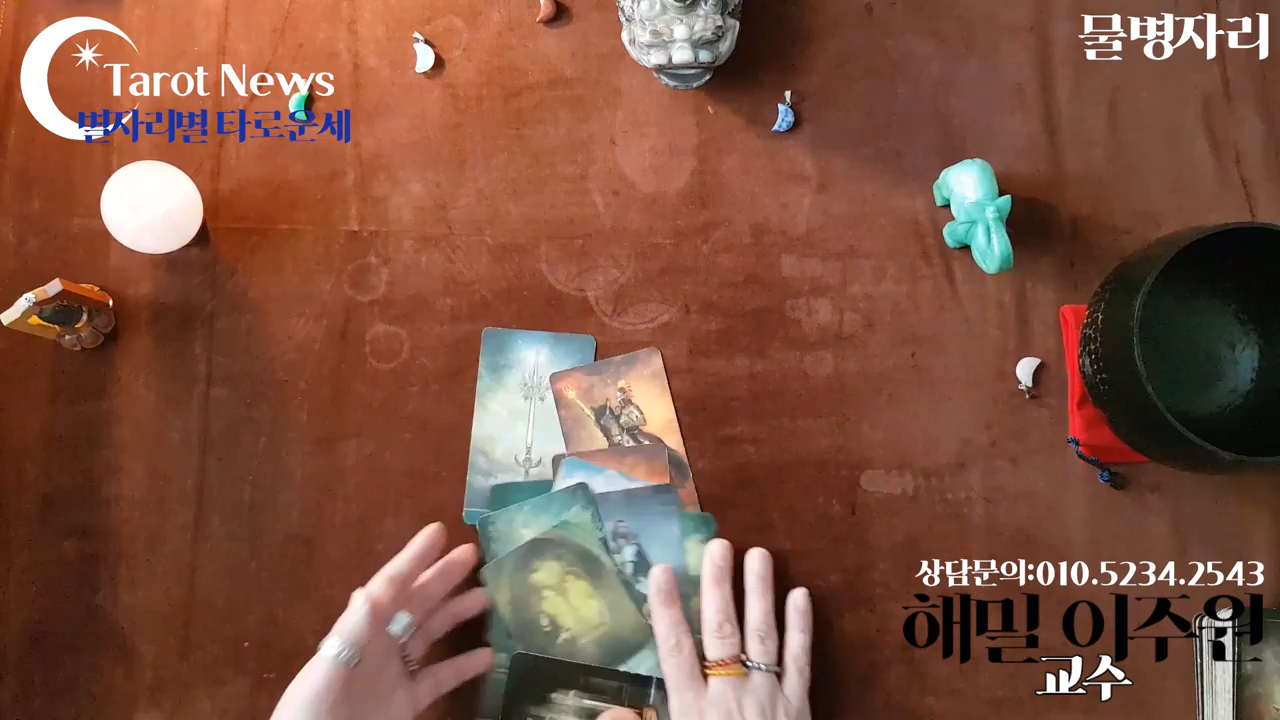 Tarot News
별자리별 타로운세
물병자리
상담문의:010.5234.2543
해밀 이주원
교수